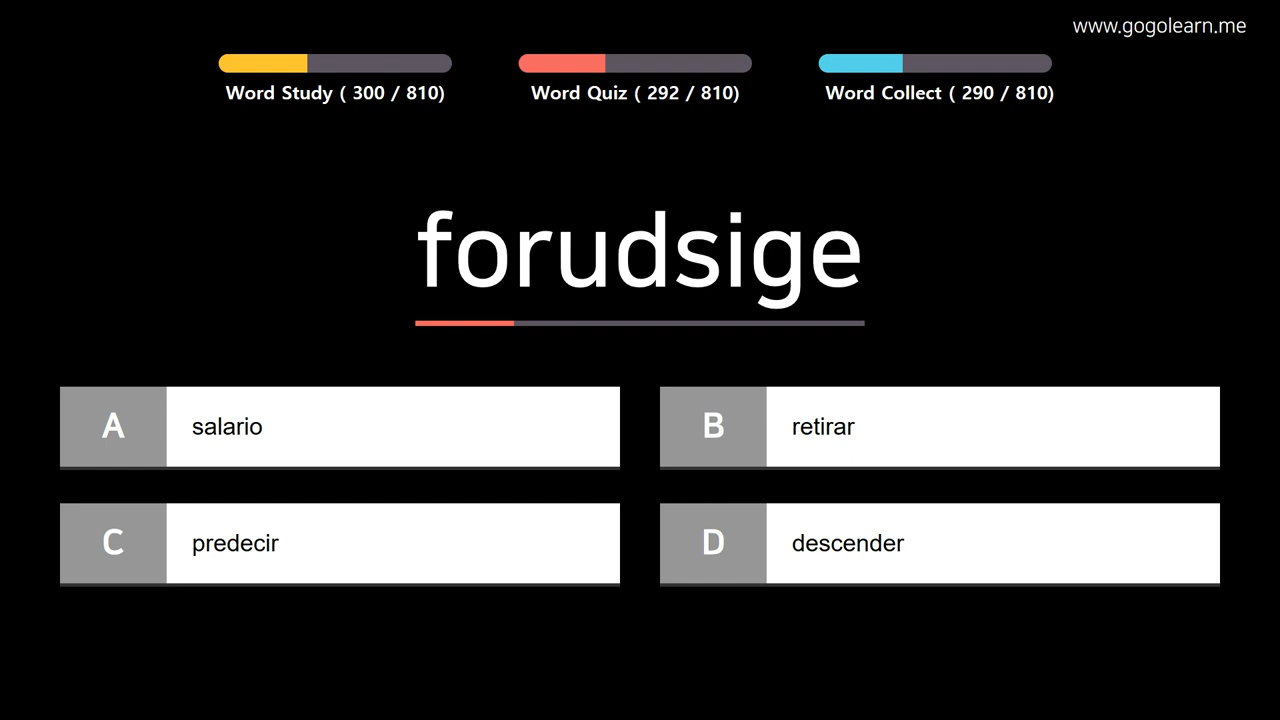 www.gogolearn.me
Word Study ( 300 / 810)
Word Quiz ( 292 / 810)
Word Collect ( 290 / 810)
forudsige
A
salario
B
retirar
C
predecir
D
descender